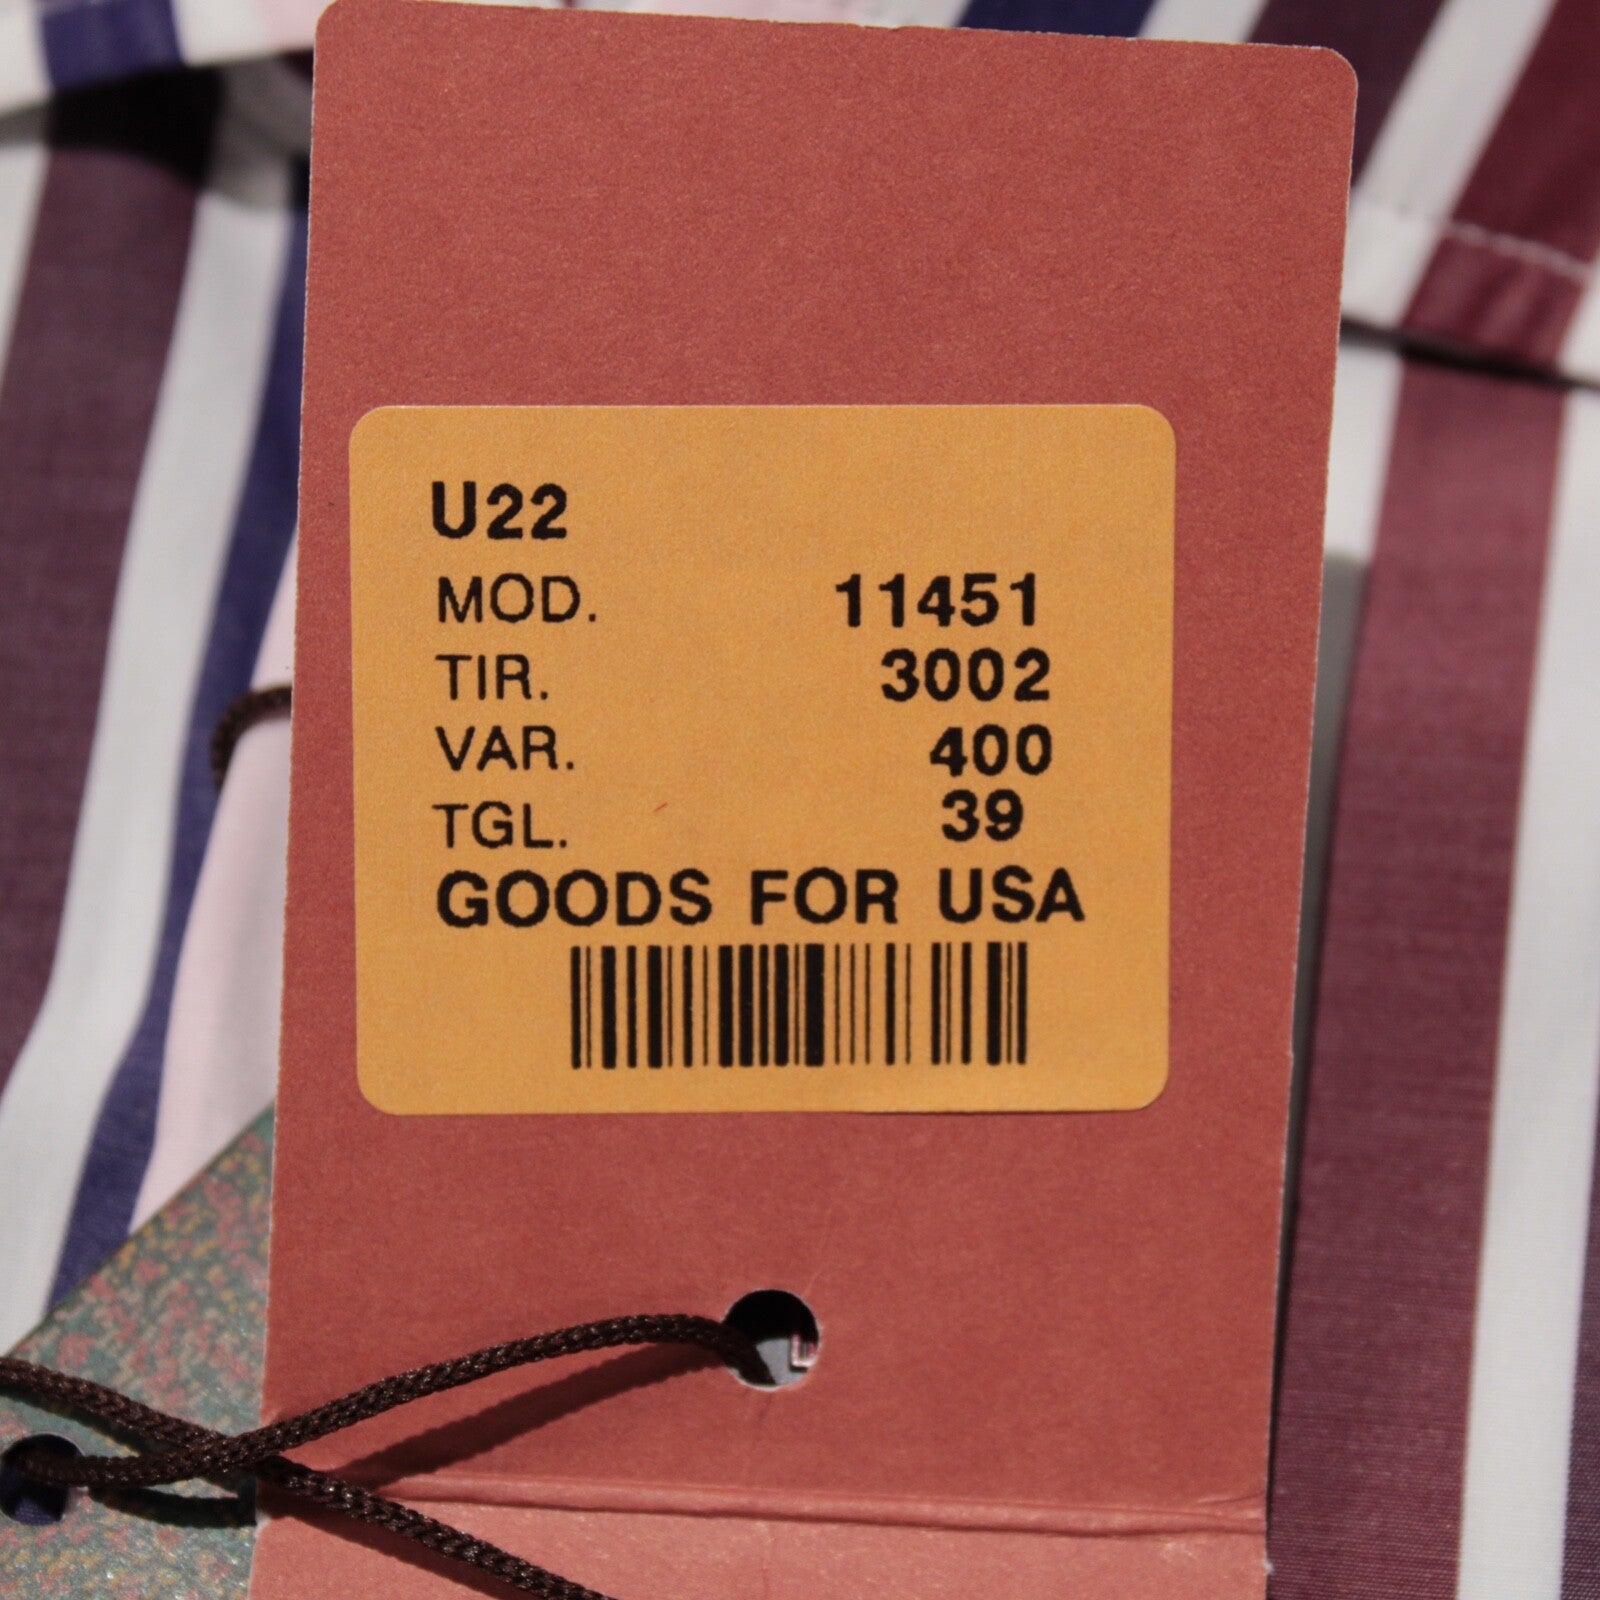 U22
MOD. 11451
TIR. 3002
VAR. 400
TGL. 39
GOODS FOR USA